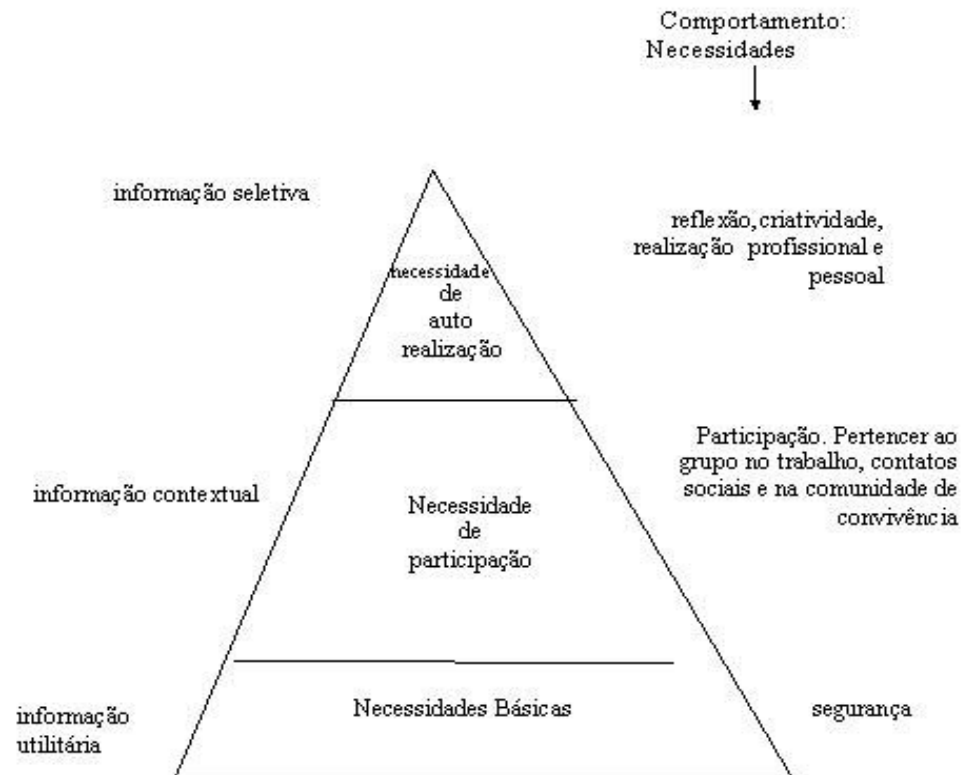 Comportamento:
Necessidades
informação seletiva
necessidade
de
auto
realização
reflexão,criatividade,
realização profissional e
pessoal
informação contextual
Necessidade
de
participação
Participação. Pertencer ao
grupo no trabalho, contatos
sociais e na comunidade de
convivência
informação
utilitária
Necessidades Básicas
segurança